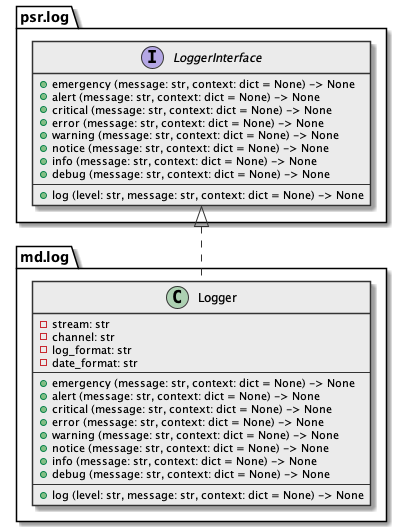 psr.log
I LoggerInterface
emergency (message: str, context: dict = None) -> None
alert (message: str, context: dict = None) -> None
critical (message: str, context: dict = None) -> None
error (message: str, context: dict = None) -> None
warning (message: str, context: dict = None) -> None
notice (message: str, context: dict = None) -> None
info (message: str, context: dict = None) -> None
debug (message: str, context: dict = None) -> None
log (level: str, message: str, context: dict = None) -> None
md.log
C Logger
stream: str
channel: str
log_format: str
date_format: str
emergency (message: str, context: dict = None) -> None
alert (message: str, context: dict = None) -> None
critical (message: str, context: dict = None) -> None
error (message: str, context: dict = None) -> None
warning (message: str, context: dict = None) -> None
notice (message: str, context: dict = None) -> None
info (message: str, context: dict = None) -> None
debug (message: str, context: dict = None) -> None
log (level: str, message: str, context: dict = None) -> None